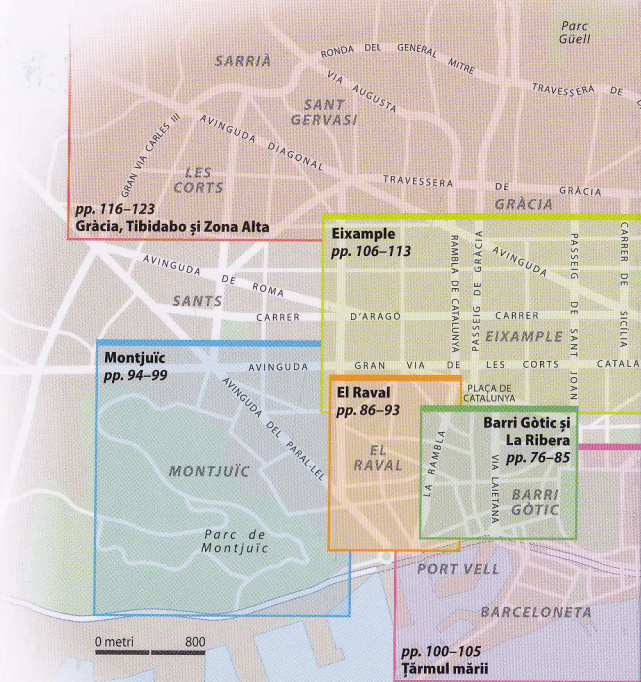 Parc
Güell
SARRIÀ
RONDA DEL GENERAL MITRE
VIA AUGUSTA
TRAVESSERA DE
SANT
GERVASI
GRAN VIA CARLES III
AVINGUDA DIAGONAL
LES
CORTS
TRAVESSERA DE GRÀCIA
GRÀCIA
pp. 116–123
Gràcia, Tibidabo și Zona Alta
Eixample
pp. 106–113
RAMBLA DE CATALUNYA
PASSEIG DE GRÀCIA
AVINGUDA
PASSEIG DE SANT JOAN
CARRER DE SICÍLIA
AVINGUDA DE ROMA
SANTS
CARRER D'ARAGÓ CARRER
EIXAMPLE
Montjuïc
pp. 94–99
AVINGUDA GRAN VIA DE LES CORTS CATALA
AVINGUDA DEL PARAL·LEL
El Raval
pp. 86–93
PLAÇA DE
CATALUNYA
Barri Gòtic și
La Ribera
pp. 76–85
EL
RAVAL
LA RAMBLA
VIA LAIETANA
BARRI
GÒTIC
MONTJUÏC
Parc de
Montjuïc
PORT VELL
BARCELONETA
0 metri 800
pp. 100–105
Țărmul mării